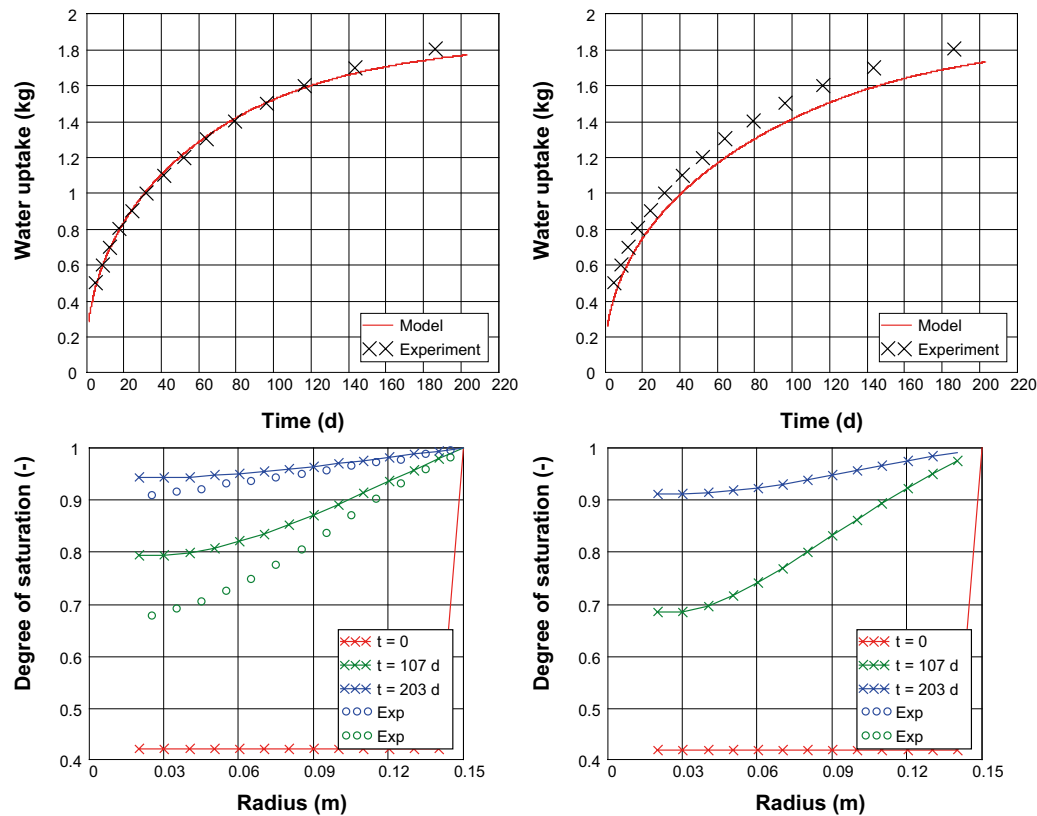 2
1.8
1.6
1.4
1.2
1
0.8
0.6
0.4
0.2
0
Water uptake (kg)
Model
Experiment
0 20 40 60 80 100 120 140 160 180 200 220
Time (d)
2
1.8
1.6
1.4
1.2
1
0.8
0.6
0.4
0.2
0
Water uptake (kg)
Model
Experiment
0 20 40 60 80 100 120 140 160 180 200 220
Time (d)
1
0.9
0.8
0.7
0.6
0.5
0.4
Degree of saturation (-)
t = 0
t = 107 d
t = 203 d
Exp
Exp
0 0.03 0.06 0.09 0.12 0.15
Radius (m)
1
0.9
0.8
0.7
0.6
0.5
0.4
Degree of saturation (-)
t = 0
t = 107 d
t = 203 d
Exp
Exp
0 0.03 0.06 0.09 0.12 0.15
Radius (m)